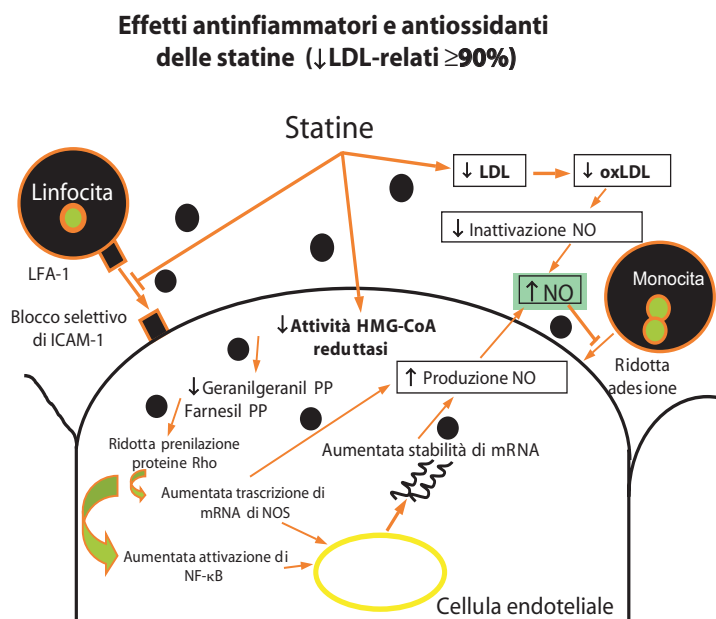 Effetti antinfiammatori e antiossidanti
delle statine (↓LDL-relati ≥90%)
Statine
↓ LDL
↓ oxLDL
Linfocita
↓ Inattivazione NO
LFA-1
↑ NO
Monocita
Blocco selettivo
di ICAM-1
↓Attività HMG-CoA
reduttasi
Ridotta
adesione
↑ Produzione NO
↓Geranilgeranil PP
Farnesil PP
Ridotta prenilazione
proteine Rho
Aumentata stabilità di mRNA
Aumentata trascrizione di
mRNA di NOS
Aumentata attivazione di
NF-κB
Cellula endoteliale